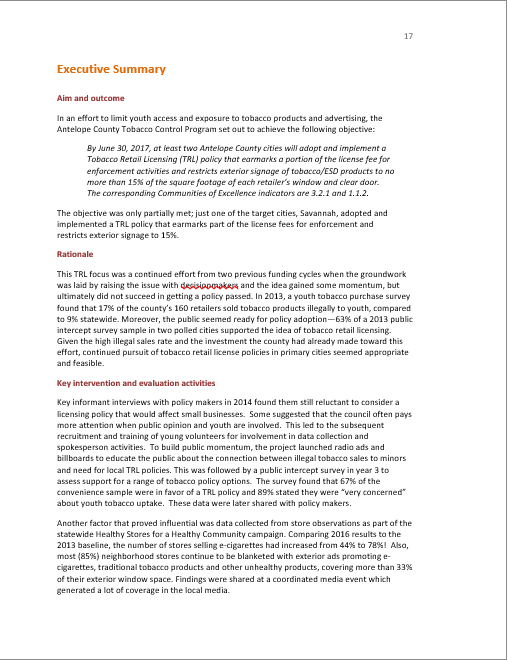 17
Executive Summary
Aim and outcome
In an effort to limit youth access and exposure to tobacco products and advertising, the
Antelope County Tobacco Control Program set out to achieve the following objective:
By June 30, 2017, at least two Antelope County cities will adopt and implement a
Tobacco Retail Licensing (TRL) policy that earmarks a portion of the license fee for
enforcement activities and restricts exterior signage of tobacco/ESD products to no
more than 15% of the square footage of each retailer's window and clear door.
The corresponding Communities of Excellence indicators are 3.2.1 and 1.1.2.
The objective was only partially met; just one of the target cities, Savannah, adopted and
implemented a TRL policy that earmarks part of the license fees for enforcement and
restricts exterior signage to 15%.
Rationale
This TRL focus was a continued effort from two previous funding cycles when the groundwork
was laid by raising the issue with decisionmakers and the idea gained some momentum, but
ultimately did not succeed in getting a policy passed. In 2013, a youth tobacco purchase survey
found that 17% of the county's 160 retailers sold tobacco products illegally to youth, compared
to 9% statewide. Moreover, the public seemed ready for policy adoption—63% of a 2013 public
intercept survey sample in two polled cities supported the idea of tobacco retail licensing.
Given the high illegal sales rate and the investment the county had already made toward this
effort, continued pursuit of tobacco retail license policies in primary cities seemed appropriate
and feasible.
Key intervention and evaluation activities
Key informant interviews with policy makers in 2014 found them still reluctant to consider a
licensing policy that would affect small businesses. Some suggested that the council often pays
more attention when public opinion and youth are involved. This led to the subsequent
recruitment and training of young volunteers for involvement in data collection and
spokesperson activities. To build public momentum, the project launched radio ads and
billboards to educate the public about the connection between illegal tobacco sales to minors
and need for local TRL policies. This was followed by a public intercept survey in year 3 to
assess support for a range of tobacco policy options. The survey found that 67% of the
convenience sample were in favor of a TRL policy and 89% stated they were “very concerned”
about youth tobacco uptake. These data were later shared with policy makers.
Another factor that proved influential was data collected from store observations as part of the
statewide Healthy Stores for a Healthy Community campaign. Comparing 2016 results to the
2013 baseline, the number of stores selling e-cigarettes had increased from 44% to 78%! Also,
most (85%) neighborhood stores continue to be blanketed with exterior ads promoting e-
cigarettes, traditional tobacco products and other unhealthy products, covering more than 33%
of their exterior window space. Findings were shared at a coordinated media event which
generated a lot of coverage in the local media.